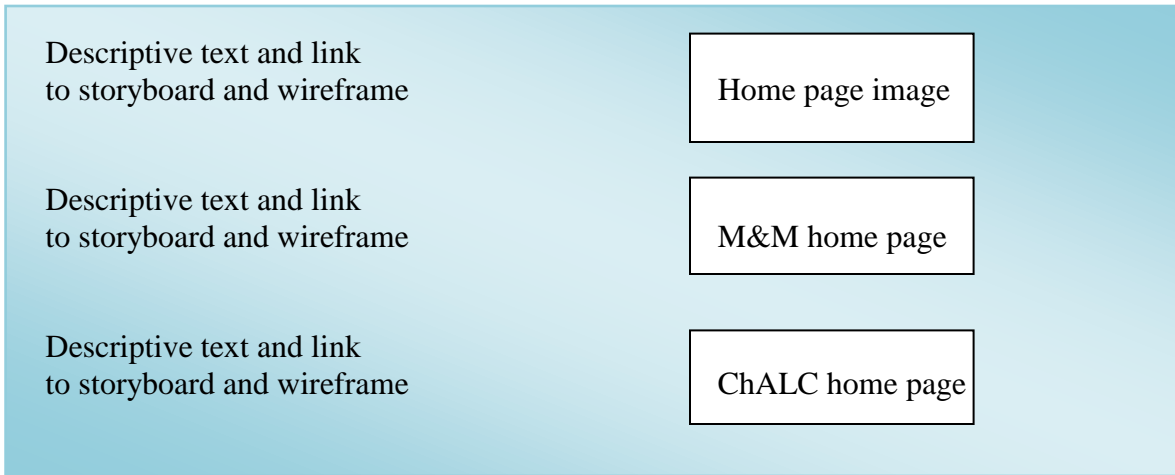 Descriptive text and link
to storyboard and wireframe
Home page image
Descriptive text and link
to storyboard and wireframe
M&M home page
Descriptive text and link
to storyboard and wireframe
ChALC home page